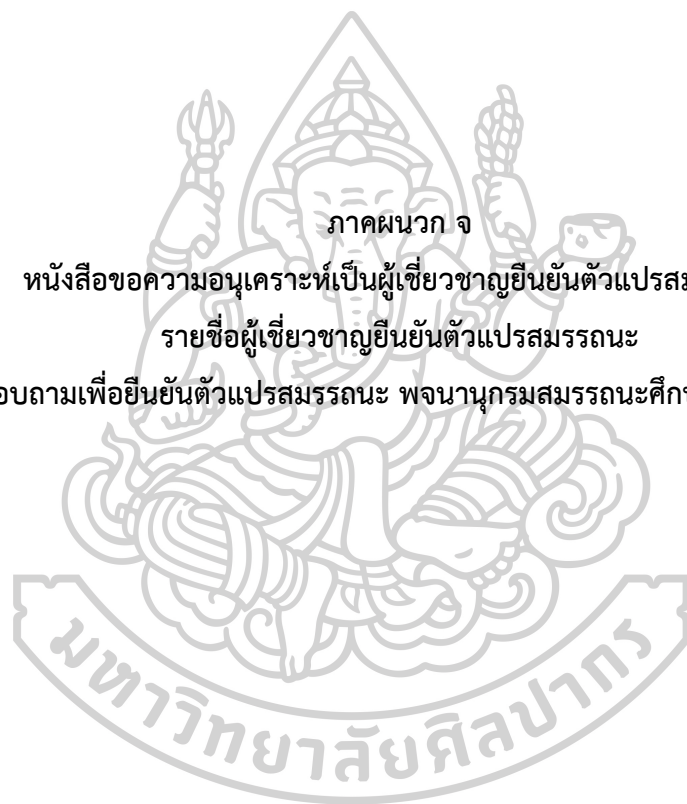 ภาคผนวก จ
หนังสือขอความอนุเคราะห์เป็นผู้เชี่ยวชาญยืนยันตัวแปรสม
รายชื่อผู้เชี่ยวชาญยืนยันตัวแปรสมรรถนะ
อบถามเพื่อยืนยันตัวแปรสมรรถนะ พจนานุกรมสมรรถนะศึก
มหาวิทยาลัยศิลปากร